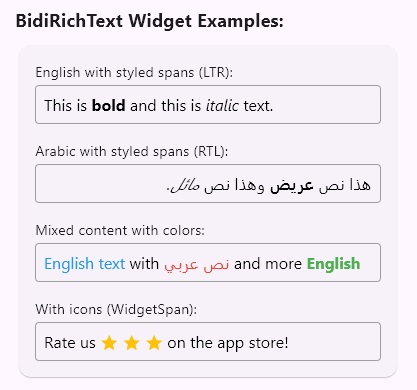 BidiRichText Widget Examples:
English with styled spans (LTR):
This is bold and this is italic text.
Arabic with styled spans (RTL):
هذا نص عريض وهذا نص مائل.
Mixed content with colors:
English text with نص عربي and more English
With icons (WidgetSpan):
Rate us ★ ★ ★ on the app store!